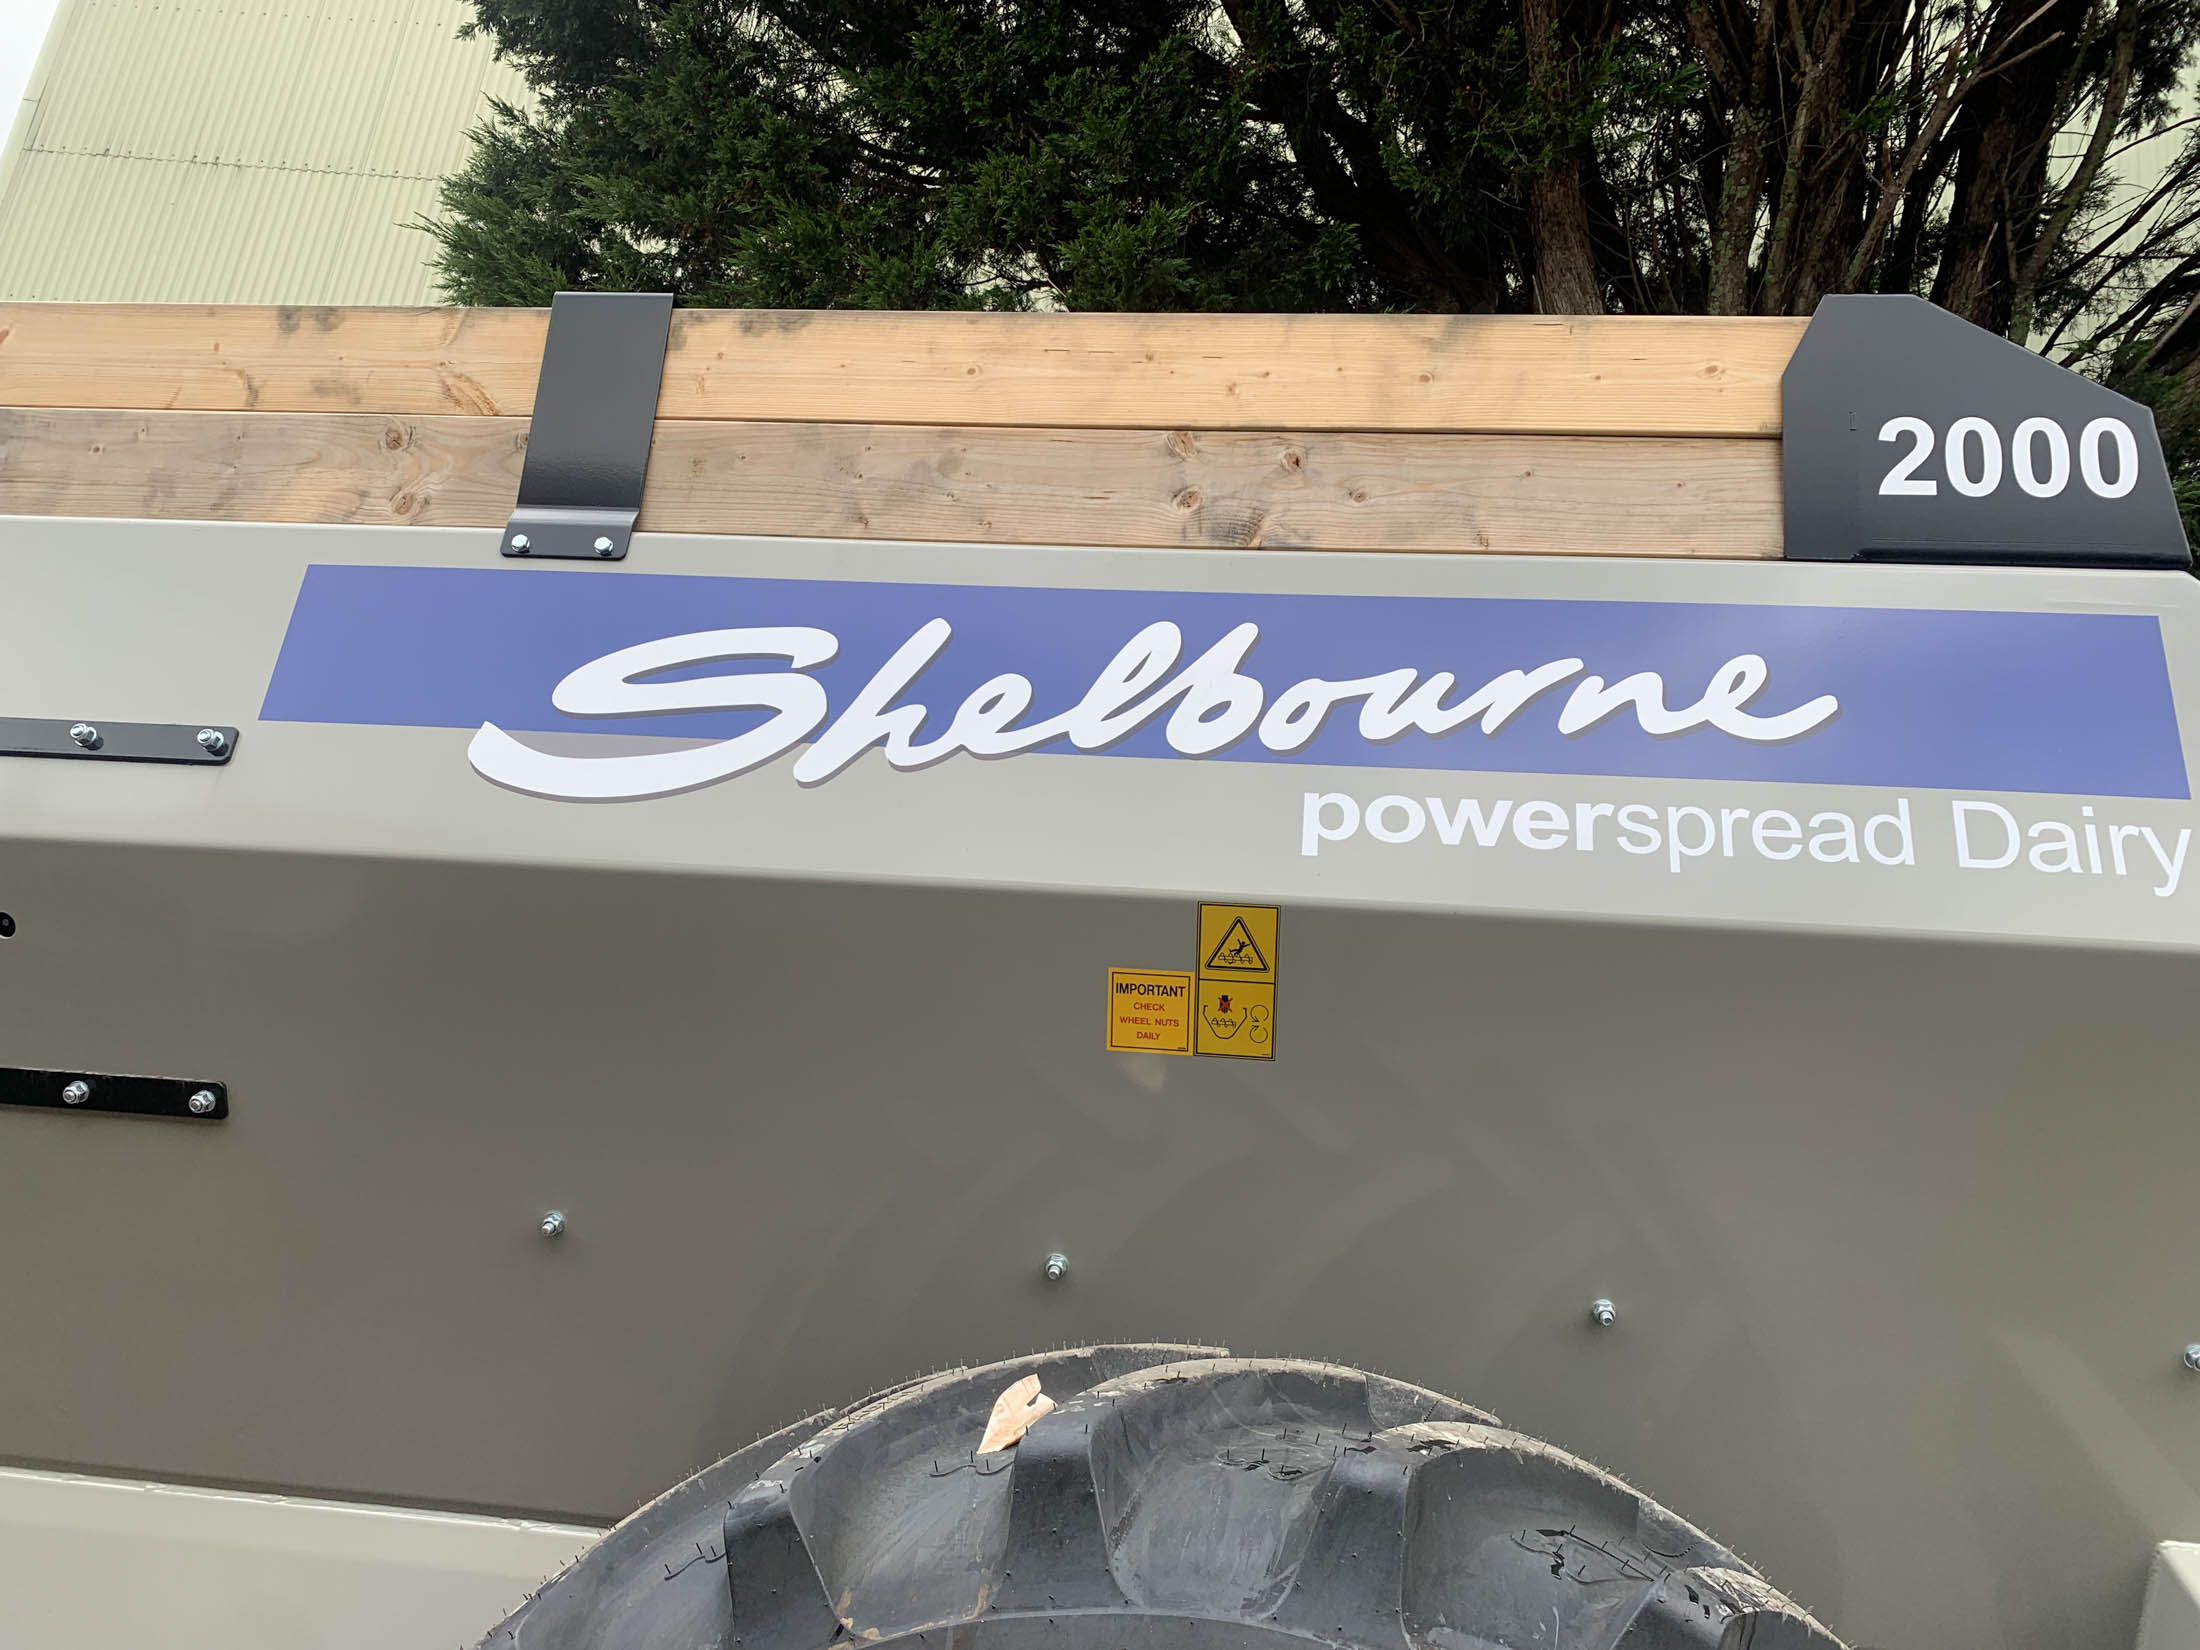 2000
Shelbourne
powerspread Dairy
IMPORTANT
CHECK
WHEEL NUTS
DAILY